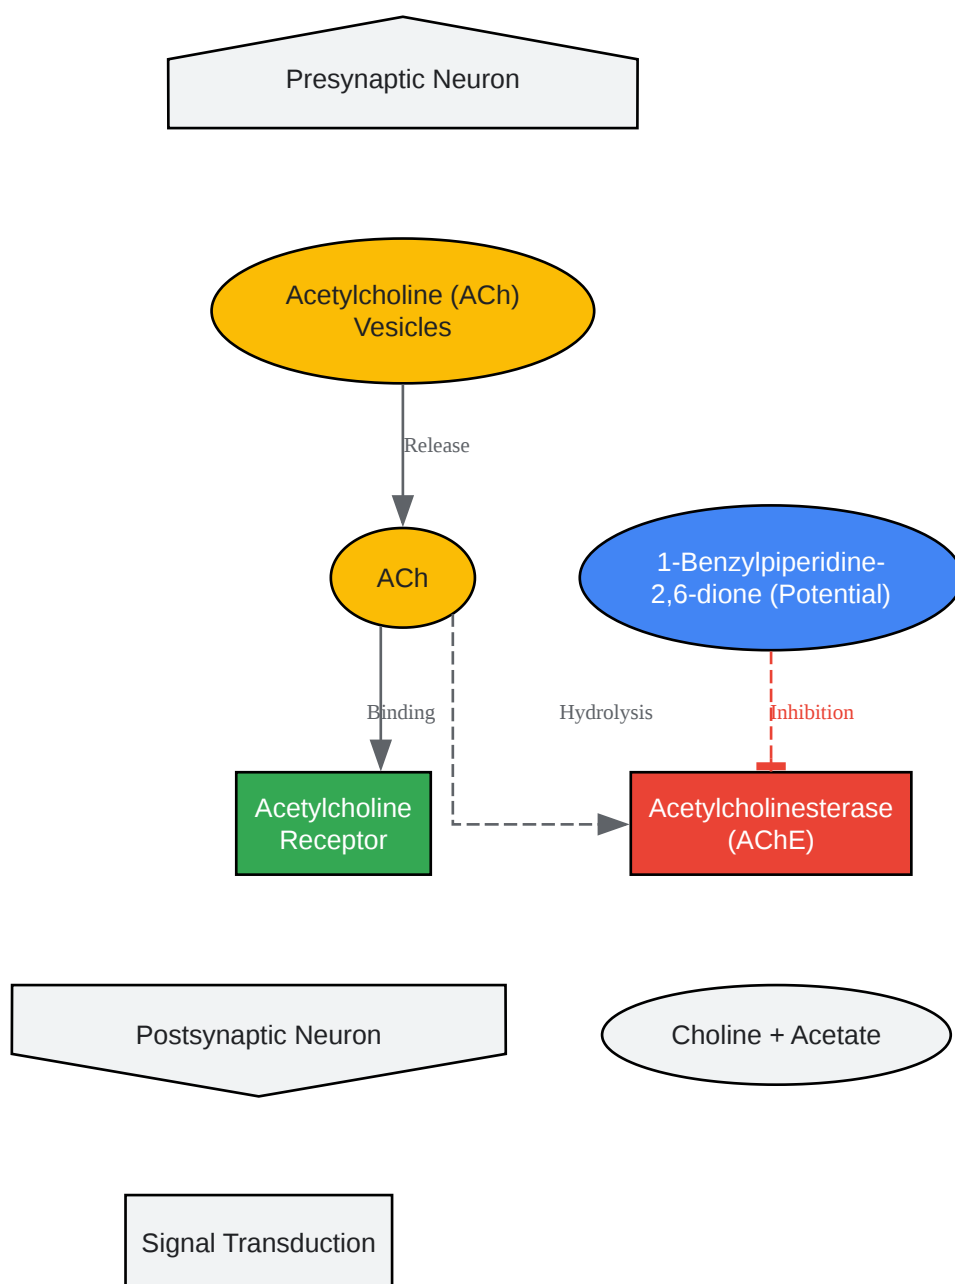 Presynaptic Neuron
Acetylcholine (ACh)
Vesicles
Release
ACh
1-Benzylpiperidine-
2,6-dione (Potential)
Binding
Hydrolysis
Inhibition
Acetylcholine
Receptor
Acetylcholinesterase
(AChE)
Postsynaptic Neuron
Choline + Acetate
Signal Transduction